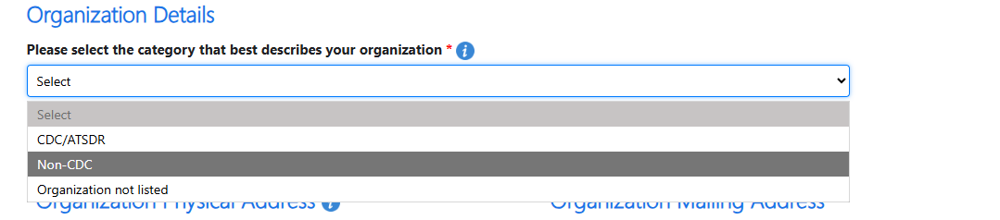 Organization Details
Please select the category that best describes your organization * i
Select
Select
CDC/ATSDR
Non-CDC
Organization not listed
Organization Physical Address i
Organization Mailing Address